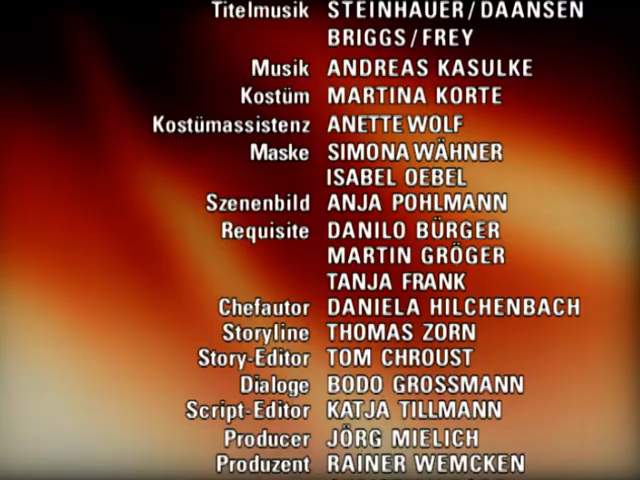 Titelmusik STEINHAUER/DAANSEN
BRIGGS/FREY
Musik ANDREAS KASULKE
Kostüm MARTINA KORTE
Kostümassistenz ANETTE WOLF
Maske SIMONA WÄHNER
ISABEL OEBEL
Szenenbild ANJA POHLMANN
Requisite DANILO BÜRGER
MARTIN GRÖGER
TANJA FRANK
Chefautor DANIELA HILCHENBACH
Storyline THOMAS ZORN
Story-Editor TOM CHROUST
Dialoge BODO GROSSMANN
Script-Editor KATJA TILLMANN
Producer JÖRG MIELICH
Produzent RAINER WEMCKEN